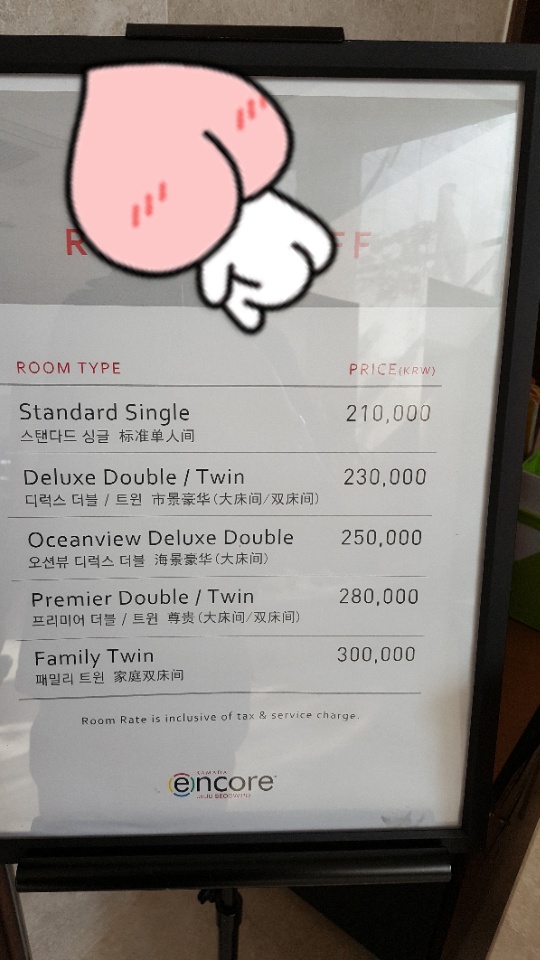 ROOM TYPE PRICE(KRW)
Standard Single 210,000
스탠다드 싱글 标准单人间
Deluxe Double / Twin 230,000
디럭스 더블 / 트윈 市景豪华(大床间/双床间)
Oceanview Deluxe Double 250,000
오션뷰 디럭스 더블 海景豪华(大床间)
Premier Double / Twin 280,000
프리미어 더블 / 트윈 尊贵(大床间/双床间)
Family Twin 300,000
패밀리 트윈 家庭双床间
Room Rate is inclusive of tax & service charge.
RAMADA
encore